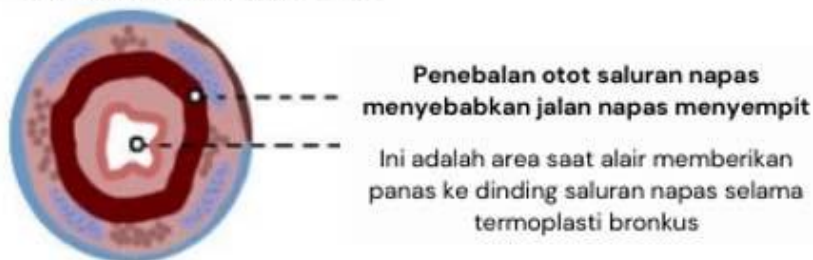 Penebalan otot saluran napas
menyebabkan jalan napas menyempit
Ini adalah area saat alair memberikan
panas ke dinding saluran napas selama
termoplasti bronkus